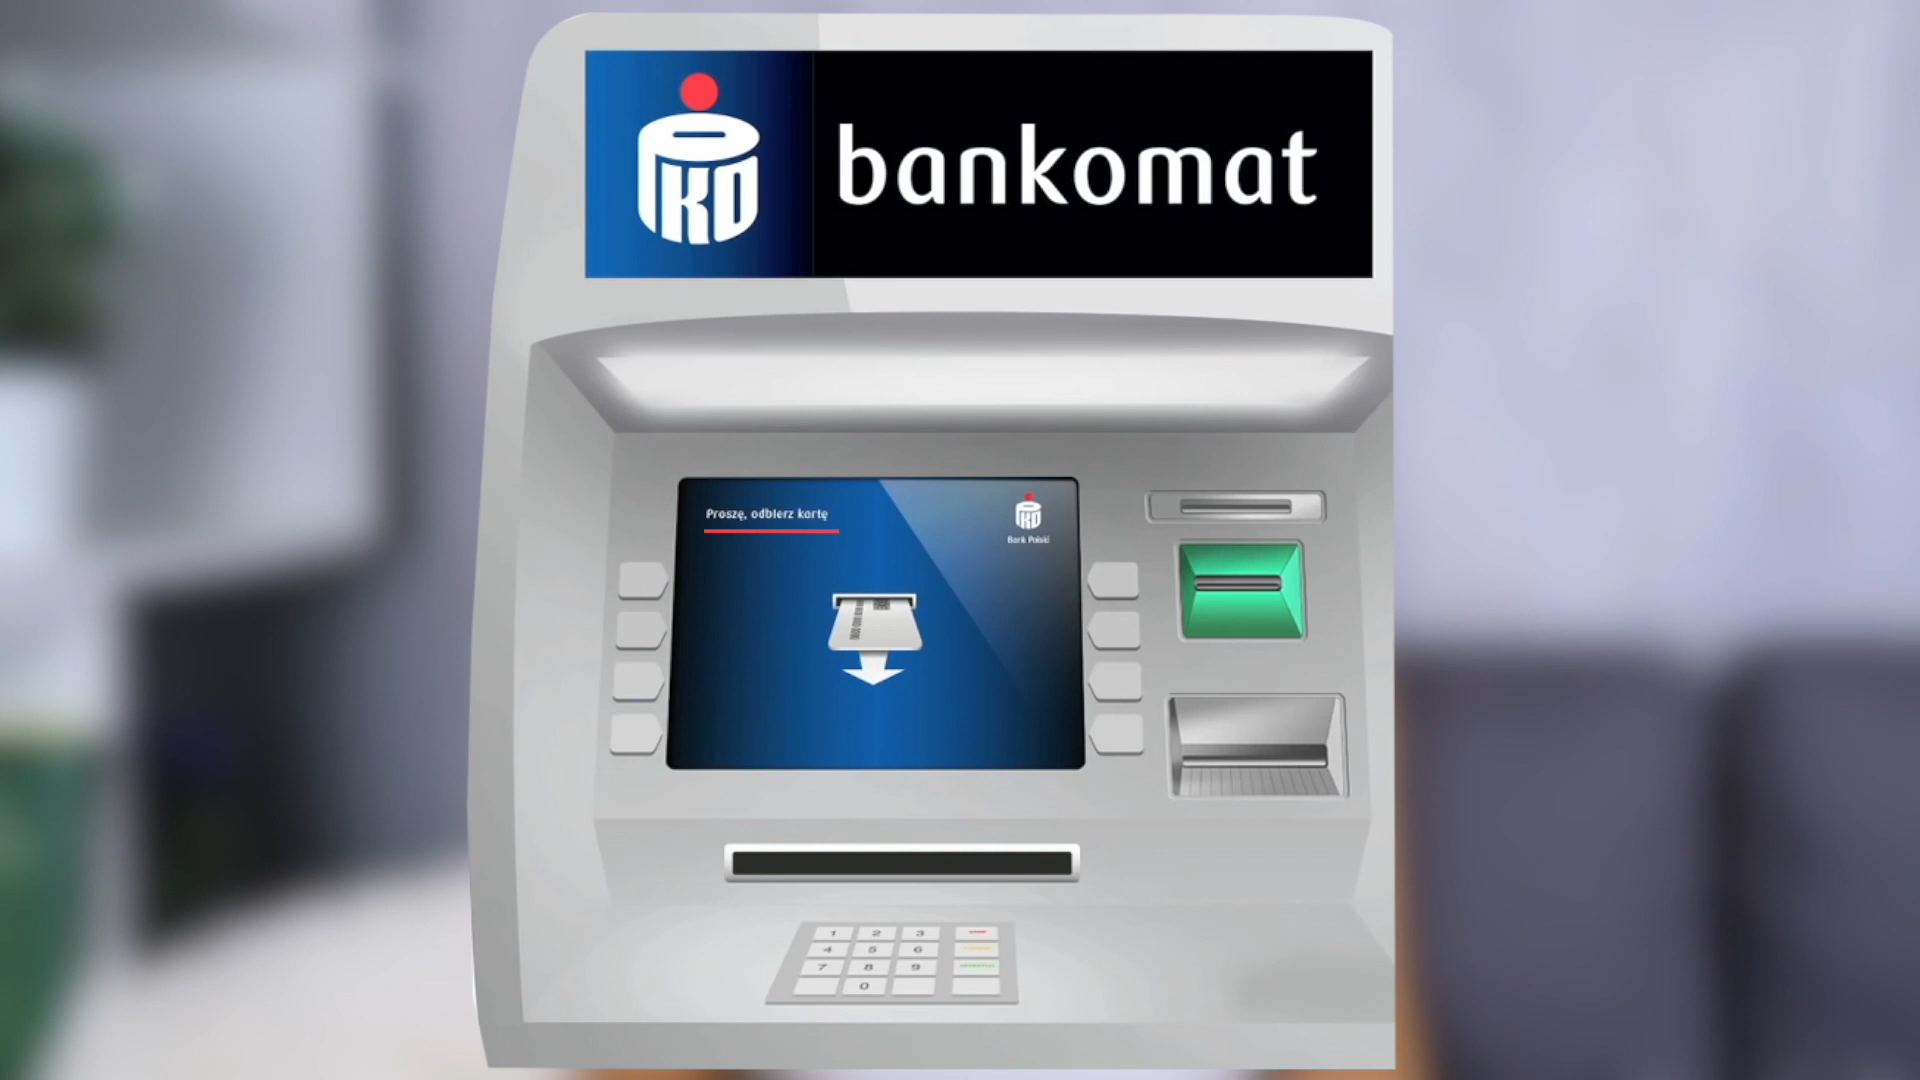 PKO
bankomat
Proszę, odbierz kartę
PKO
Bank Polski
1 2 3
4 5 6
7 8 9
0